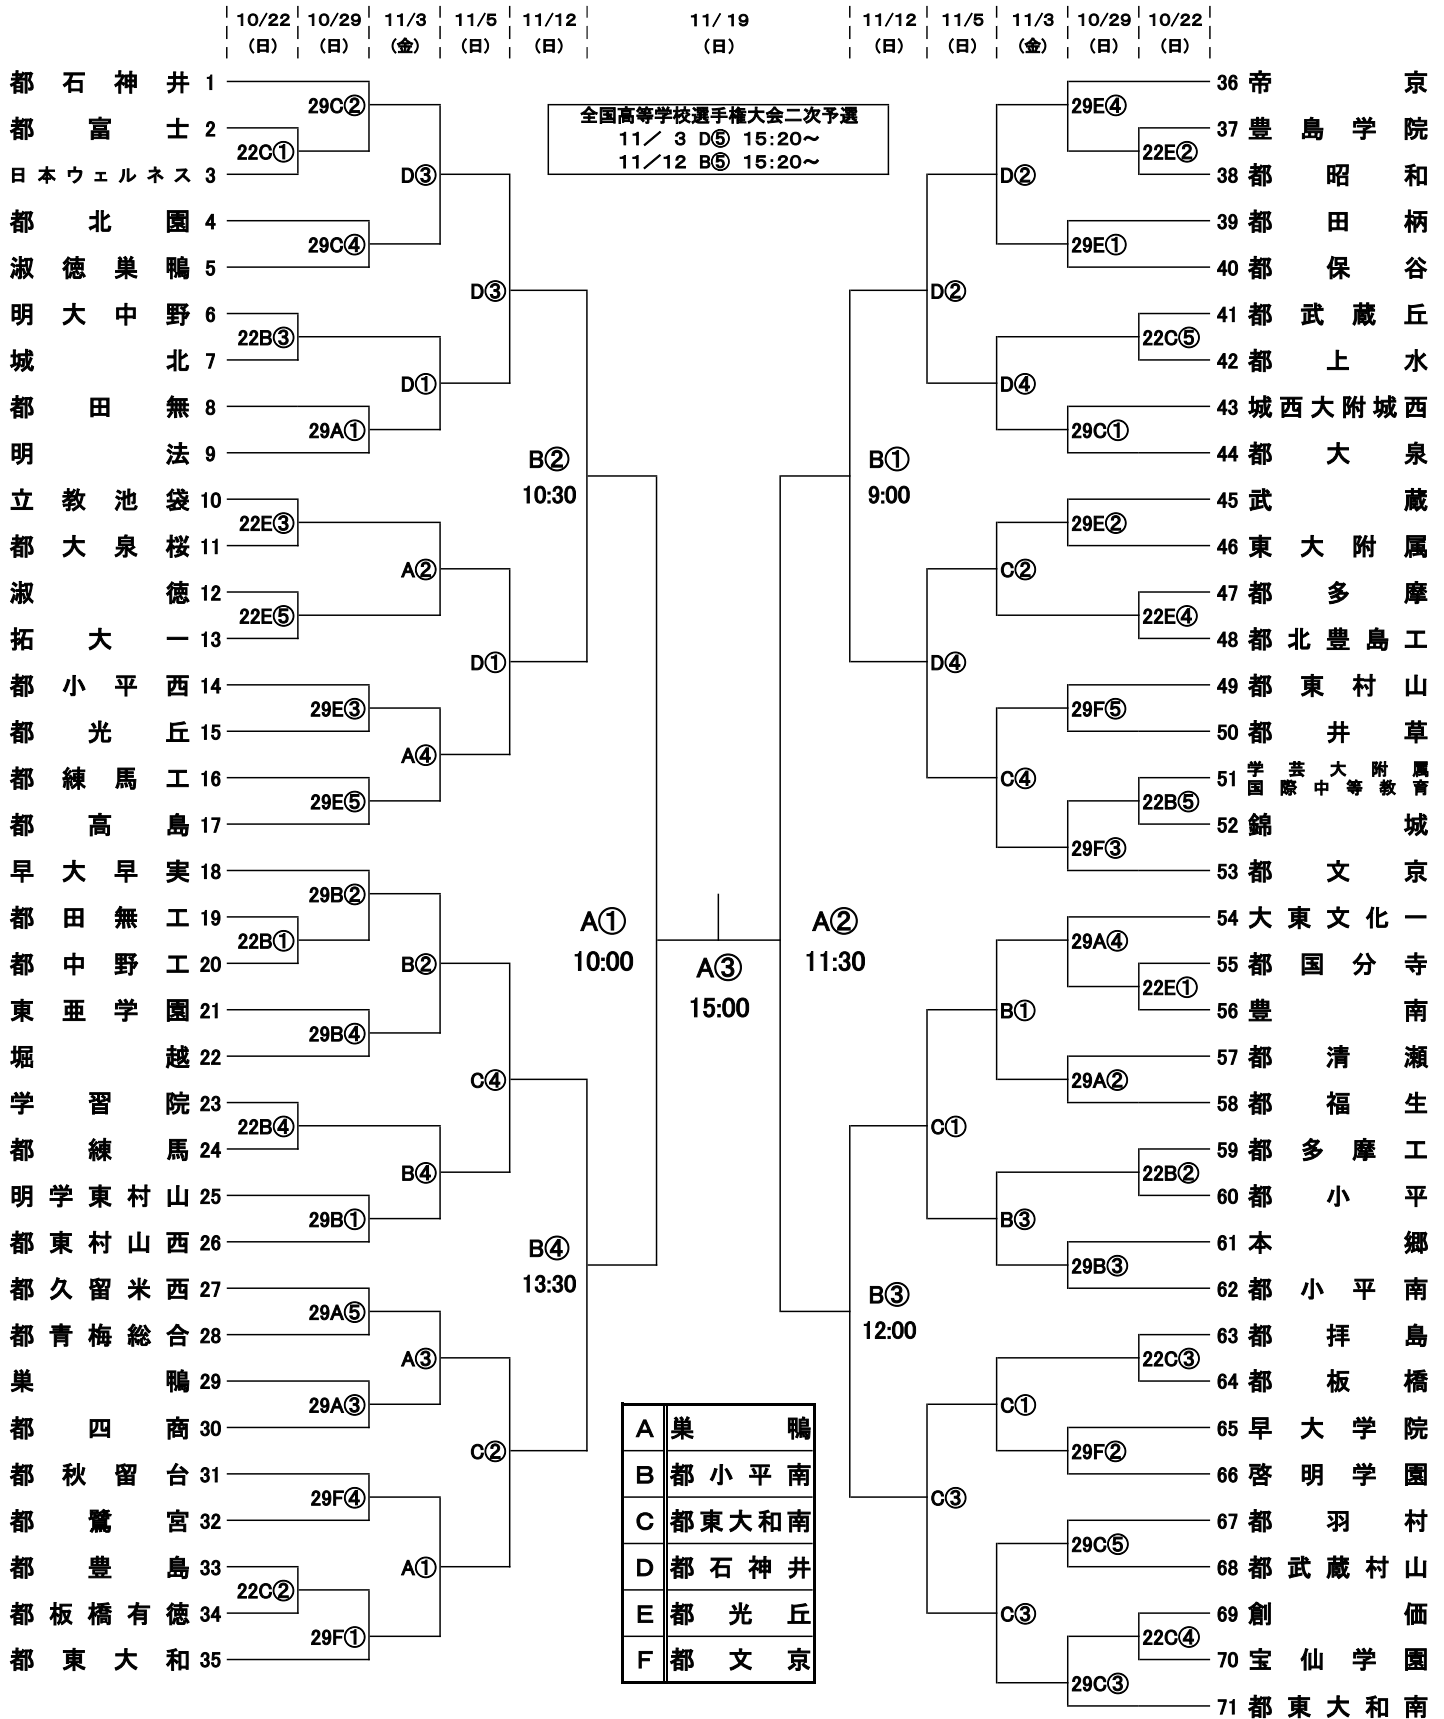 10/22 10/29 11/3 11/5 11/12 11/ 19 11/12 11/5 11/3 10/29 10/22
(日) (日) (金) (日) (日) (日) (日) (日) (金) (日) (日)
全国高等学校選手権大会二次予選
11/ 3 D⑤ 15:20～
11/12 B⑤ 15:20～
都石神井 1
都富士 2
日本ウェルネス 3
都北園 4
淑徳巣鴨 5
明大中野 6
城北 7
都田無 8
明法 9
立教池袋 10
都大泉桜 11
淑徳 12
拓大一 13
都小平西 14
都光丘 15
都練馬工 16
都高島 17
早大早実 18
都田無工 19
都中野工 20
東亜学園 21
堀越 22
学習院 23
都練馬 24
明学東村山 25
都東村山西 26
都久留米西 27
都青梅総合 28
巣鴨 29
都四商 30
都秋留台 31
都鷺宮 32
都豊島 33
都板橋有徳 34
都東大和 35
22C①
22B③
22E③
22E⑤
22B①
22B④
22C②
29C②
29C④
29A①
29E③
29E⑤
29B②
29B④
29B①
29A⑤
29A③
29F④
29F①
D③
D①
A②
A④
B②
B④
A③
A①
D③
D①
C④
C②
B②
10:30
B④
13:30
A①
10:00
A③
15:00
A②
11:30
B①
9:00
B③
12:00
D②
D④
C①
C③
D②
D④
C②
C④
B①
B③
C①
C③
29E④
29E①
29C①
29E②
29F⑤
29F③
29A④
29A②
29B③
29F②
29C⑤
29C③
22E②
22C⑤
22E④
22B⑤
22E①
22B②
22C③
22C④
36 帝京
37 豊島学院
38 都昭和
39 都田柄
40 都保谷
41 都武蔵丘
42 都上水
43 城西大附城西
44 都大泉
45 武蔵
46 東大附属
47 都多摩
48 都北豊島工
49 都東村山
50 都井草
51 学芸大附属
国際中等教育
52 錦城
53 都文京
54 大東文化一
55 都国分寺
56 豊南
57 都清瀬
58 都福生
59 都多摩工
60 都小平
61 本郷
62 都小平南
63 都拝島
64 都板橋
65 早大学院
66 啓明学園
67 都羽村
68 都武蔵村山
69 創価
70 宝仙学園
71 都東大和南
A 巣鴨
B 都小平南
C 都東大和南
D 都石神井
E 都光丘
F 都文京